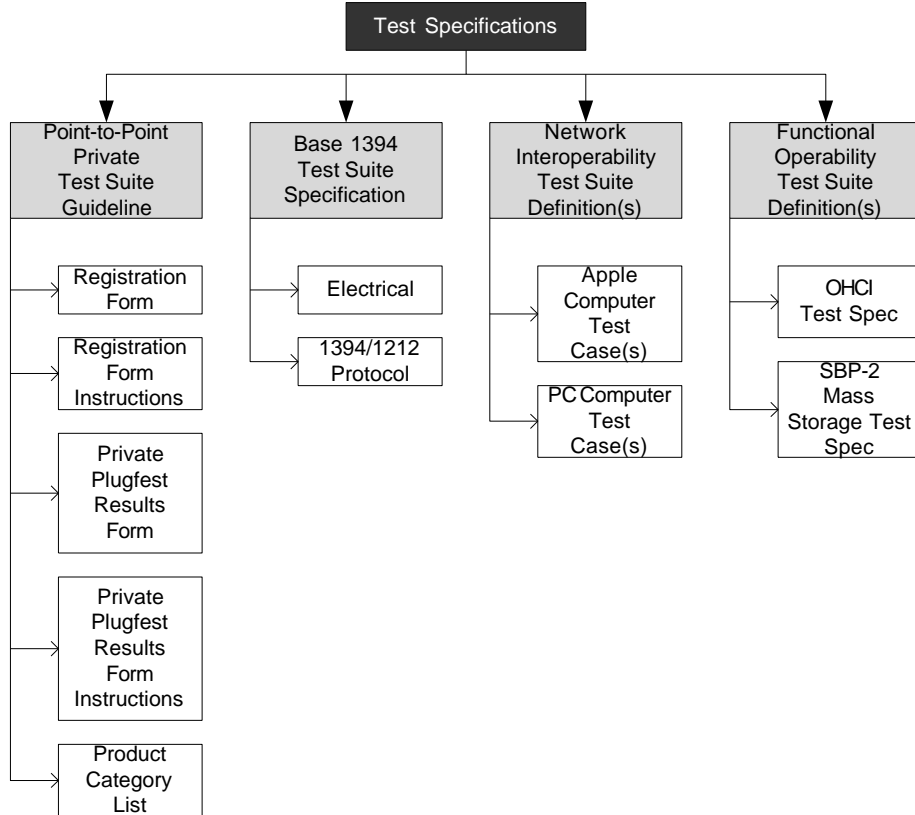 Test Specifications
Point-to-Point
Private
Test Suite
Guideline
Base 1394
Test Suite
Specification
Network
Interoperability
Test Suite
Definition(s)
Functional
Operability
Test Suite
Definition(s)
Registration
Form
Registration
Form
Instructions
Private
Plugfest
Results
Form
Private
Plugfest
Results
Form
Instructions
Product
Category
List
Electrical
1394/1212
Protocol
Apple
Computer
Test
Case(s)
PC Computer
Test
Case(s)
OHCI
Test Spec
SBP-2
Mass
Storage Test
Spec